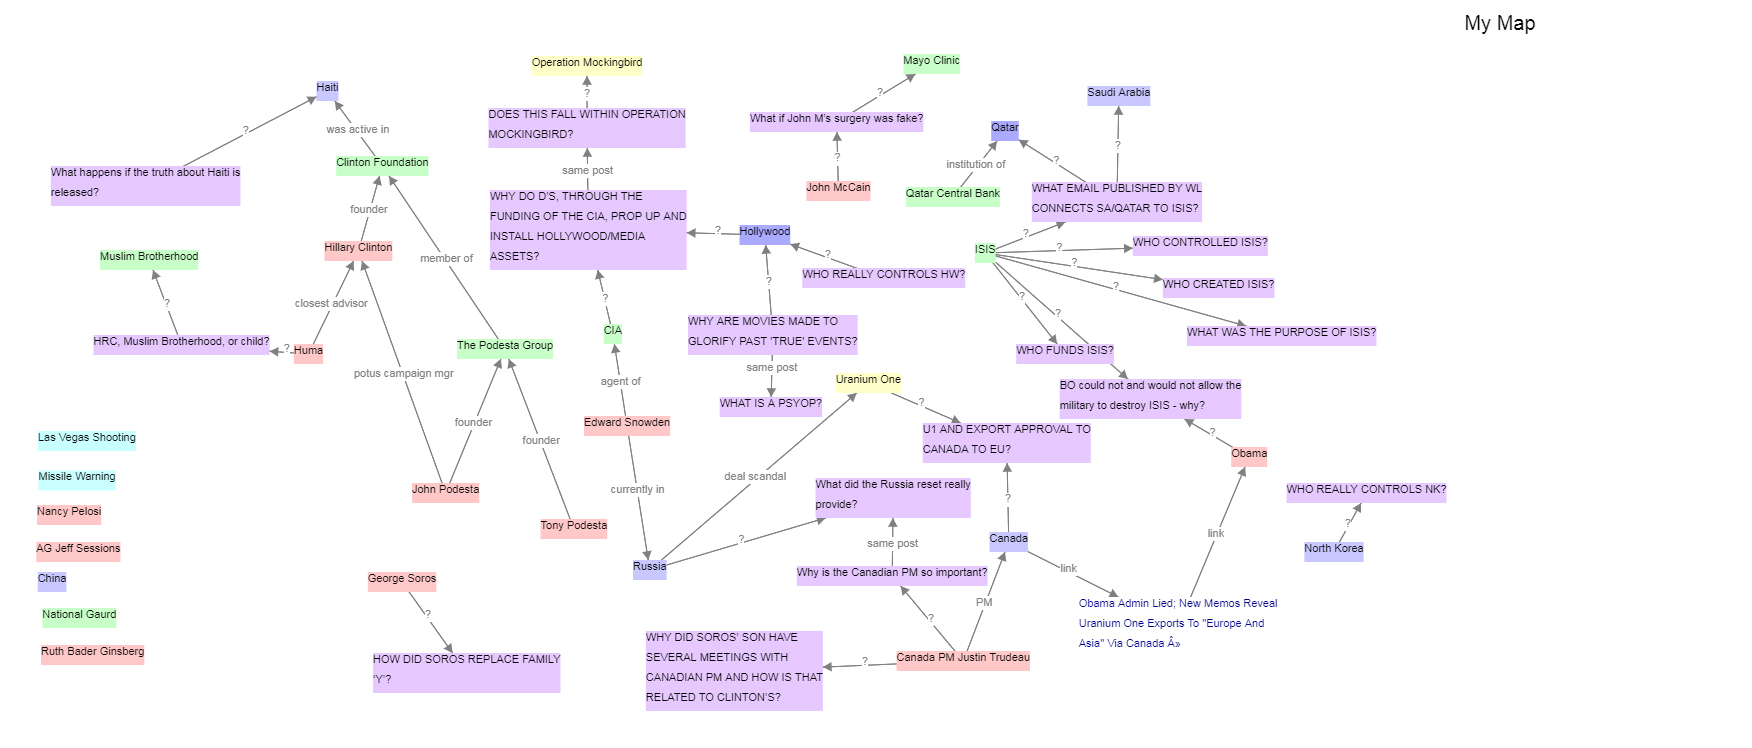 My Map
Operation Mockingbird
Mayo Clinic
Haiti
?
?
Saudi Arabia
DOES THIS FALL WITHIN OPERATION
MOCKINGBIRD?
What if John M's surgery was fake?
?
was active in
Qatar
?
?
?
Clinton Foundation
institution of
What happens if the truth about Haiti is
released?
same post
John McCain
Qatar Central Bank
WHAT EMAIL PUBLISHED BY WL
CONNECTS SA/QATAR TO ISIS?
WHY DO D'S, THROUGH THE
FUNDING OF THE CIA, PROP UP AND
INSTALL HOLLYWOOD/MEDIA
ASSETS?
founder
?
Hollywood
?
Hillary Clinton
ISIS
?
WHO CONTROLLED ISIS?
Muslim Brotherhood
member of
?
?
WHO REALLY CONTROLS HW?
?
WHO CREATED ISIS?
?
closest advisor
?
?
?
?
?
WHY ARE MOVIES MADE TO
GLORIFY PAST 'TRUE' EVENTS?
CIA
WHAT WAS THE PURPOSE OF ISIS?
HRC, Muslim Brotherhood, or child?
?
Huma
The Podesta Group
WHO FUNDS ISIS?
potus campaign mgr
same post
agent of
Uranium One
BO could not and would not allow the
military to destroy ISIS - why?
WHAT IS A PSYOP?
?
founder
Edward Snowden
U1 AND EXPORT APPROVAL TO
CANADA TO EU?
?
Las Vegas Shooting
founder
Obama
Missile Warning
deal scandal
John Podesta
currently in
What did the Russia reset really
provide?
?
WHO REALLY CONTROLS NK?
Nancy Pelosi
Tony Podesta
?
?
link
AG Jeff Sessions
same post
Canada
North Korea
China
George Soros
Russia
Why is the Canadian PM so important?
link
National Gaurd
?
PM
?
Obama Admin Lied; New Memos Reveal
Uranium One Exports To "Europe And
Asia" Via Canada Â»
Ruth Bader Ginsberg
HOW DID SOROS REPLACE FAMILY
'Y'?
WHY DID SOROS' SON HAVE
SEVERAL MEETINGS WITH
CANADIAN PM AND HOW IS THAT
RELATED TO CLINTON'S?
?
Canada PM Justin Trudeau